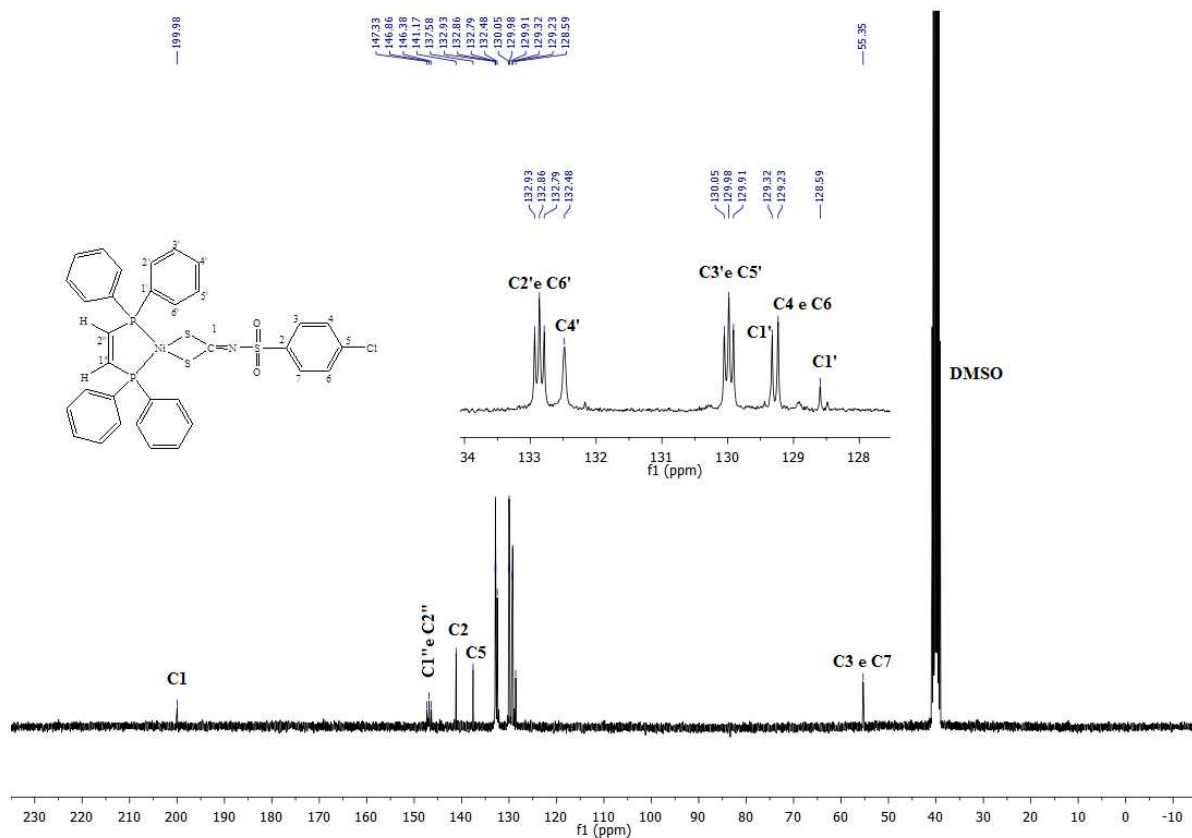 199.98
147.33
146.86
146.38
141.17
137.58
132.93
132.86
132.79
132.48
130.05
129.98
129.91
129.32
129.23
128.59
55.35
132.93
132.86
132.79
132.48
130.05
129.98
129.91
129.32
129.23
128.59
C2'e C6'
C4'
C3'e C5'
C1'
C4 e C6
C1'
34 133 132 131 130 129 128
f1 (ppm)
3'
2' 4'
1' 5'
6'
H P O 3 4
2" S 1 2 5
Ni C N S Cl
1" S O 7 6
H P
DMSO
C1
C1" e C2"
C2
C5
C3 e C7
230 220 210 200 190 180 170 160 150 140 130 120 110 100 90 80 70 60 50 40 30 20 10 0 -10
f1 (ppm)